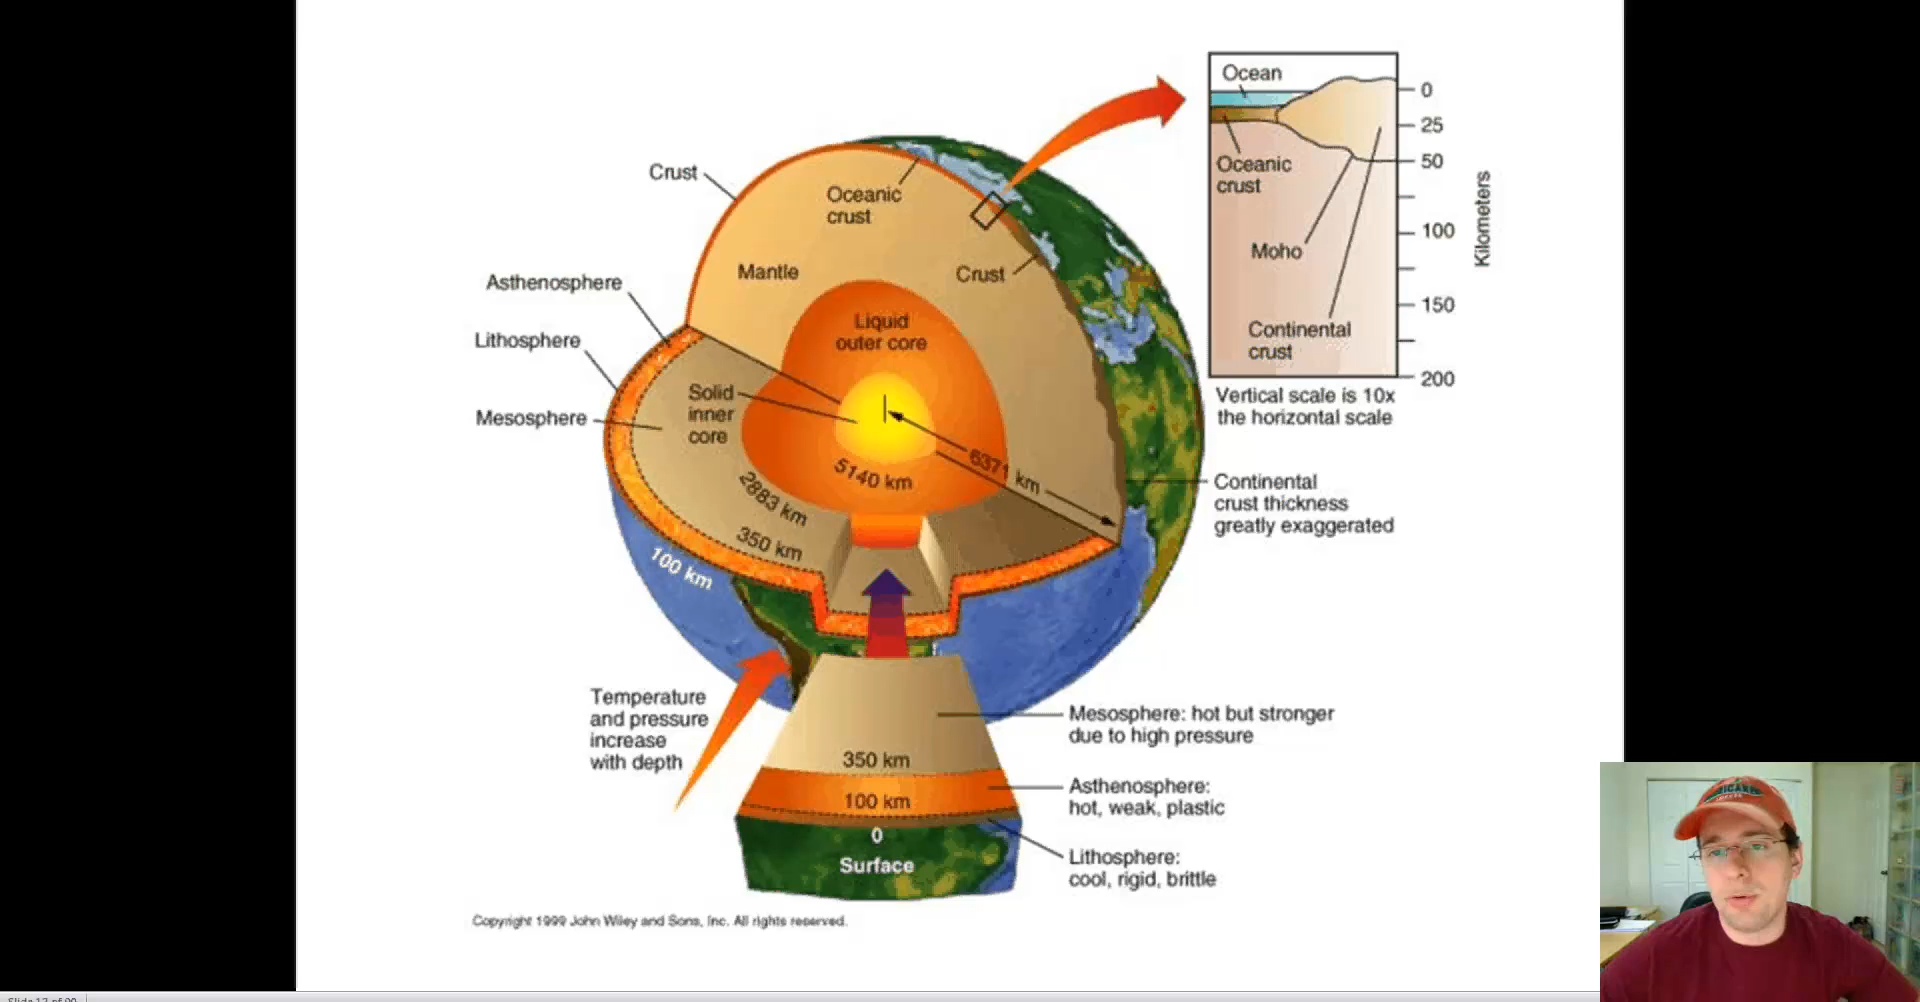 Ocean
0
25
Oceanic
crust
50
100
Kilometers
Moho
150
Continental
crust
200
Vertical scale is 10x
the horizontal scale
Crust
Oceanic
crust
Mantle
Crust
Asthenosphere
Liquid
outer core
Lithosphere
Solid
inner
core
Mesosphere
6371 km
5140 km
2883 km
350 km
100 km
Continental
crust thickness
greatly exaggerated
Temperature
and pressure
increase
with depth
Mesosphere: hot but stronger
due to high pressure
350 km
Asthenosphere:
hot, weak, plastic
100 km
0
Surface
Lithosphere:
cool, rigid, brittle
Copyright 1999 John Wiley and Sons, Inc. All rights reserved.